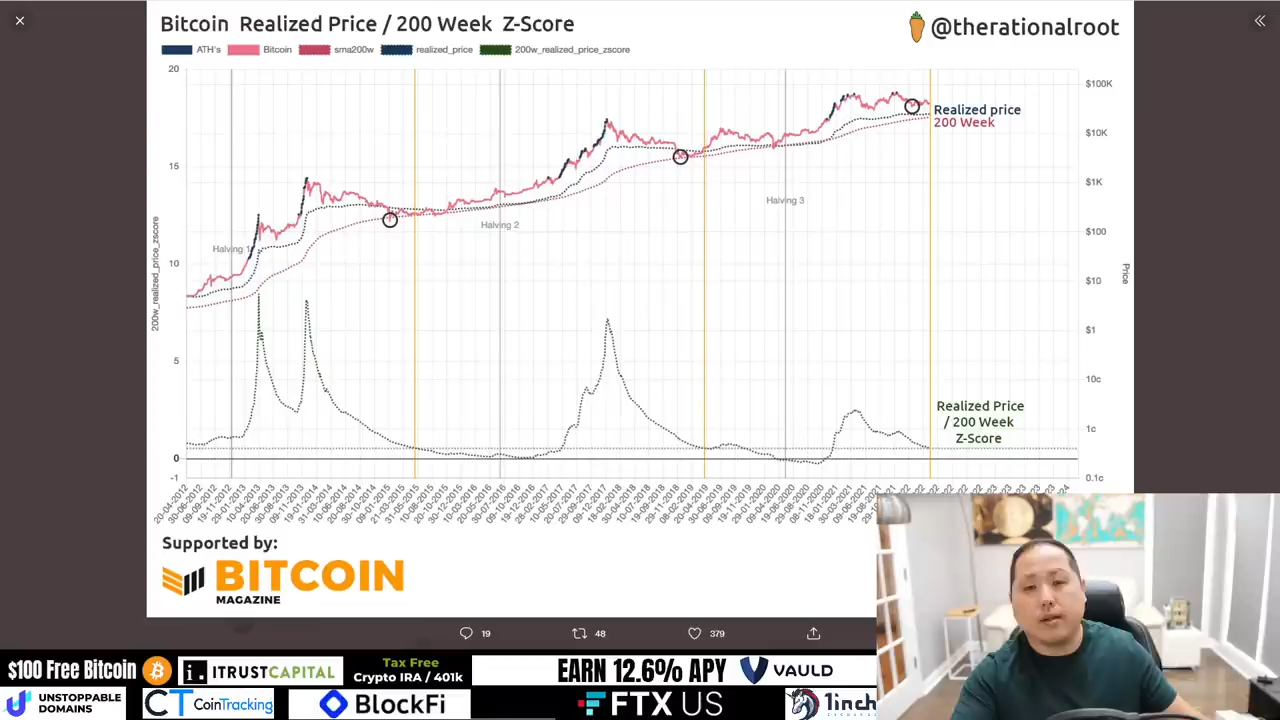 Bitcoin Realized Price / 200 Week Z-Score
@therationalroot
ATH's
Bitcoin
sma200w
realized_price
200w_realized_price_zscore
20
15
10
5
0
-1
200w_realized_price_zscore
$100K
$10K
$1K
$100
$10
$1
10c
1c
0.1c
Price
Realized price
200 Week
Halving 1
Halving 2
Halving 3
Realized Price
/ 200 Week
Z-Score
Supported by:
BITCOIN
MAGAZINE
19
48
379
$100 Free Bitcoin
ITRUSTCAPITAL
Tax Free
Crypto IRA / 401k
EARN 12.6% APY
VAULD
UNSTOPPABLE
DOMAINS
CT CoinTracking
BlockFi
FTX US
1inch